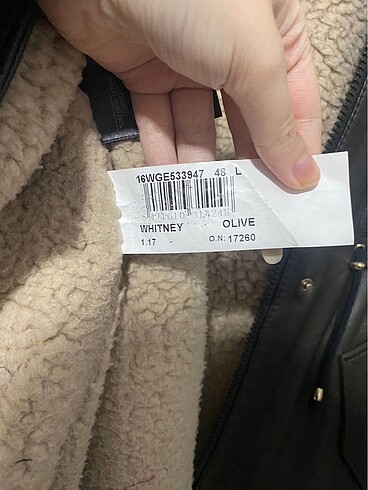 16WGE533947 48 L
WHITNEY - OLIVE
1.17 - O.N: 17260